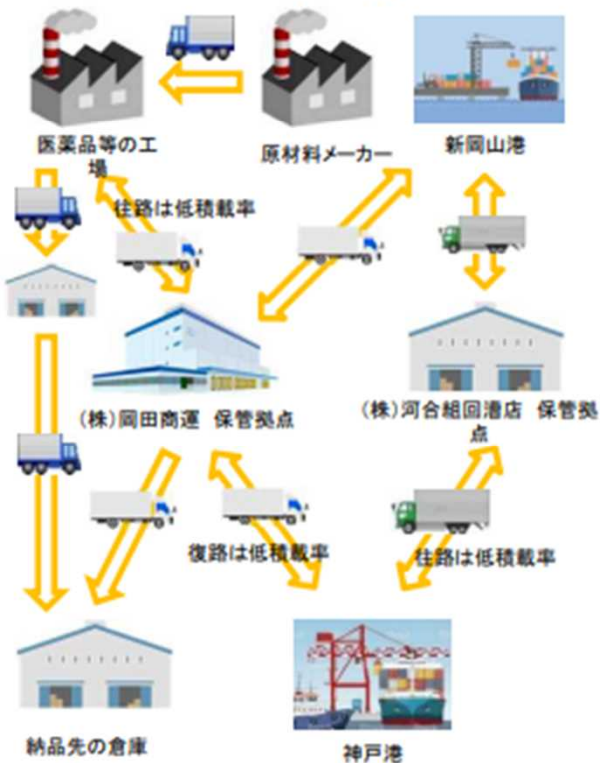 医薬品等の工
場
原材料メーカー
新岡山港
往路は低積載率
(株)岡田商運 保管拠点
(株)河合組回漕店 保管拠
点
復路は低積載率
往路は低積載率
納品先の倉庫
神戸港